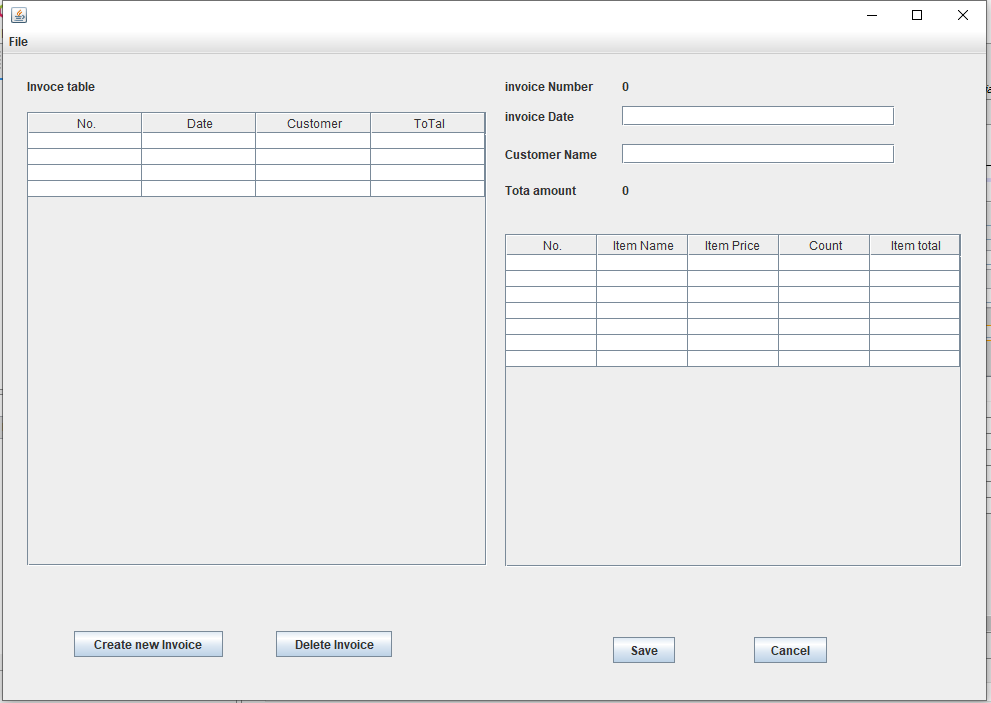 File
Invoce table
No. Date Customer ToTal
invoice Number 0
invoice Date
Customer Name
Tota amount 0
No. Item Name Item Price Count Item total
Create new Invoice Delete Invoice
Save Cancel